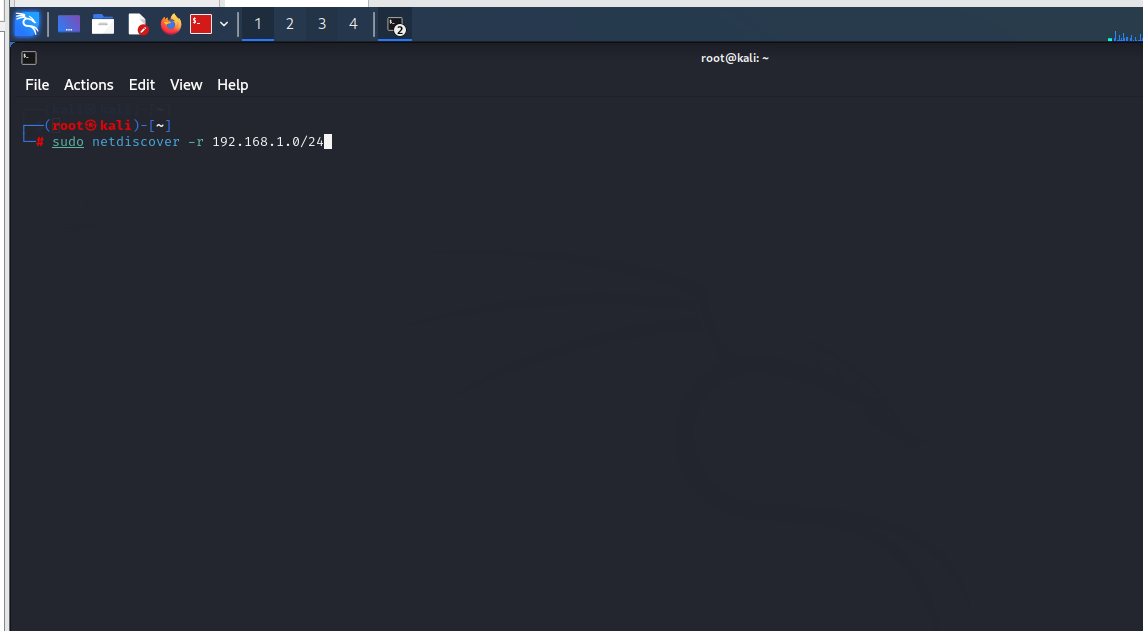 1 2 3 4 2
root@kali: ~
File Actions Edit View Help
┌──(root㉿kali)-[~]
└─# sudo netdiscover -r 192.168.1.0/24